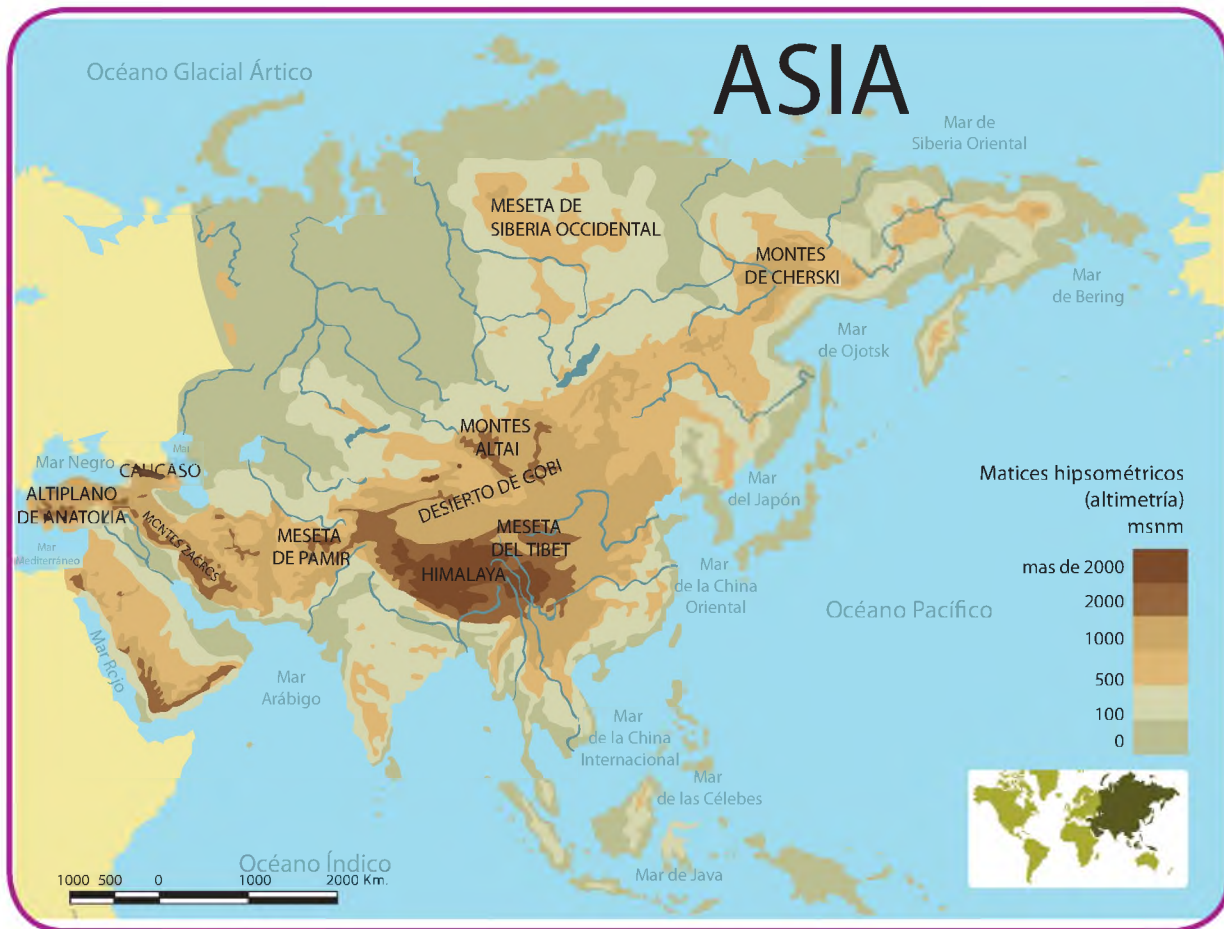 ASIA
Océano Glacial Ártico
Mar de
Siberia Oriental
MESETA DE
SIBERIA OCCIDENTAL
MONTES
DE CHERSKI
Mar
de Bering
Mar
de Ojotsk
MONTES
ALTAI
Mar Negro
Mar
CAUCASO
DESIERTO DE GOBI
Mar
del Japón
Matices hipsométricos
(altimetría)
msnm
ALTIPLANO
DE ANATOLIA
MONTES ZAGROS
MESETA
DE PAMIR
MESETA
DEL TIBET
Mar
Mediterráneo
HIMALAYA
mas de 2000
2000
1000
500
100
0
Mar
de la China
Oriental
Océano Pacífico
Mar Rojo
Mar
Arábigo
Mar
de la China
Internacional
Mar
de las Célebes
Mar de Java
Océano Índico
1000 500 0 1000 2000 Km.